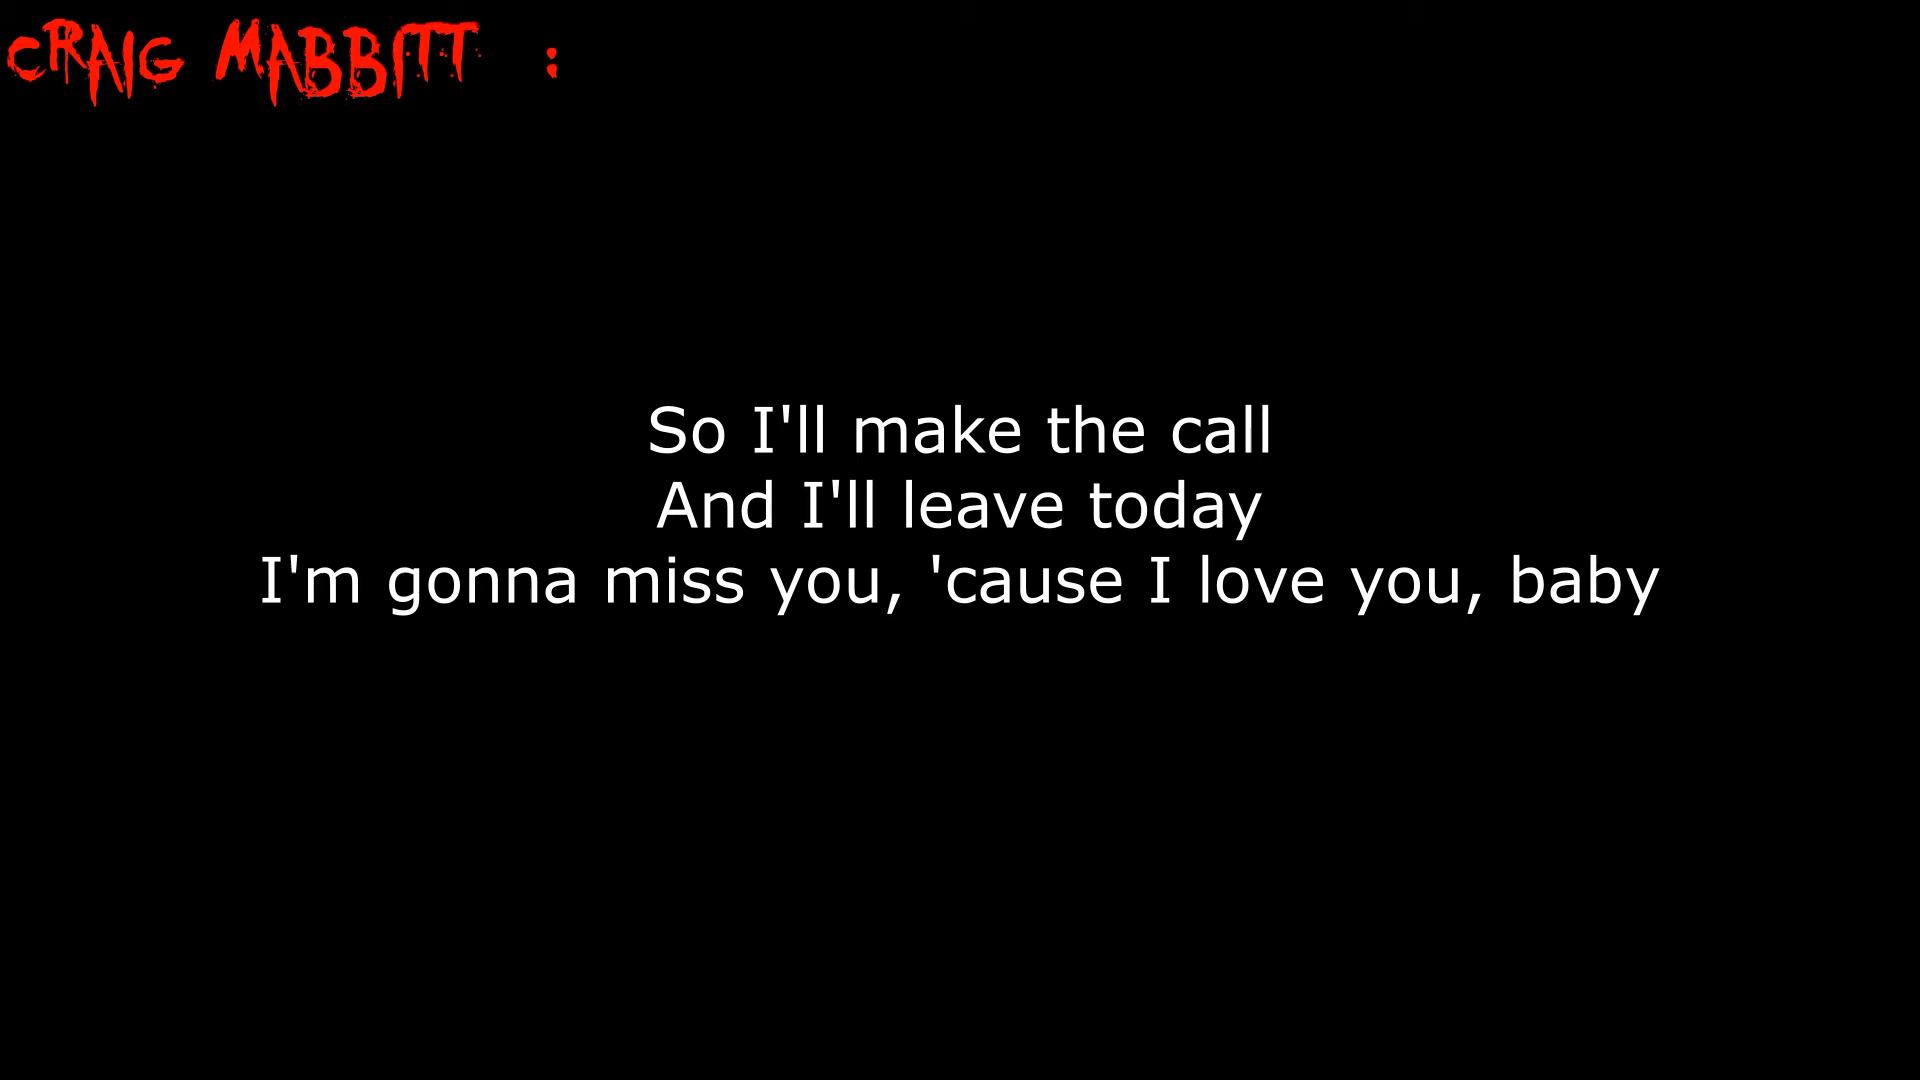 CRAIG MABBITT :
So I'll make the call
And I'll leave today
I'm gonna miss you, 'cause I love you, baby